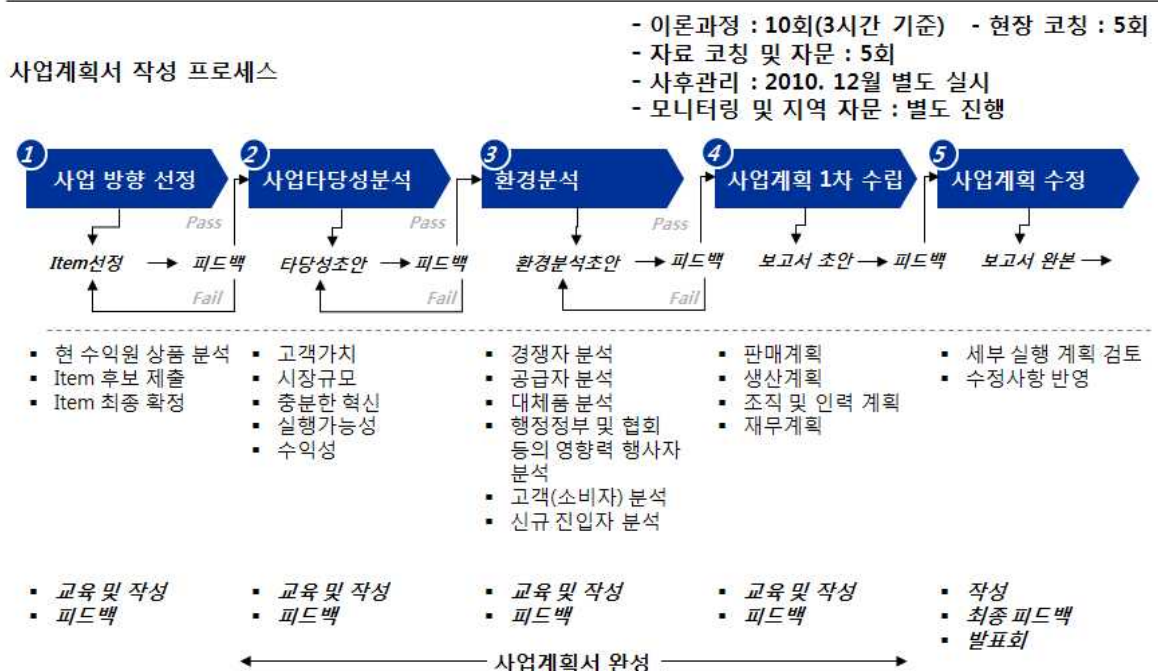 - 이론과정 : 10회(3시간 기준) - 현장 코칭 : 5회
- 자료 코칭 및 자문 : 5회
- 사후관리 : 2010. 12월 별도 실시
- 모니터링 및 지역 자문 : 별도 진행
사업계획서 작성 프로세스
1 사업 방향 선정
Pass
Item선정 피드백
Fail
▪ 현 수익원 상품 분석
▪ Item 후보 제출
▪ Item 최종 확정
▪ 교육 및 작성
▪ 피드백
2 사업타당성분석
Pass
타당성초안 피드백
Fail
▪ 고객가치
▪ 시장규모
▪ 충분한 혁신
▪ 실행가능성
▪ 수익성
▪ 교육 및 작성
▪ 피드백
3 환경분석
Pass
환경분석초안 피드백
Fail
▪ 경쟁자 분석
▪ 공급자 분석
▪ 대체품 분석
▪ 행정정부 및 협회
등의 영향력 행사자
분석
▪ 고객(소비자) 분석
▪ 신규 진입자 분석
▪ 교육 및 작성
▪ 피드백
4 사업계획 1차 수립
보고서 초안 피드백
▪ 판매계획
▪ 생산계획
▪ 조직 및 인력 계획
▪ 재무계획
▪ 교육 및 작성
▪ 피드백
5 사업계획 수정
보고서 완본
▪ 세부 실행 계획 검토
▪ 수정사항 반영
▪ 작성
▪ 최종 피드백
▪ 발표회
사업계획서 완성